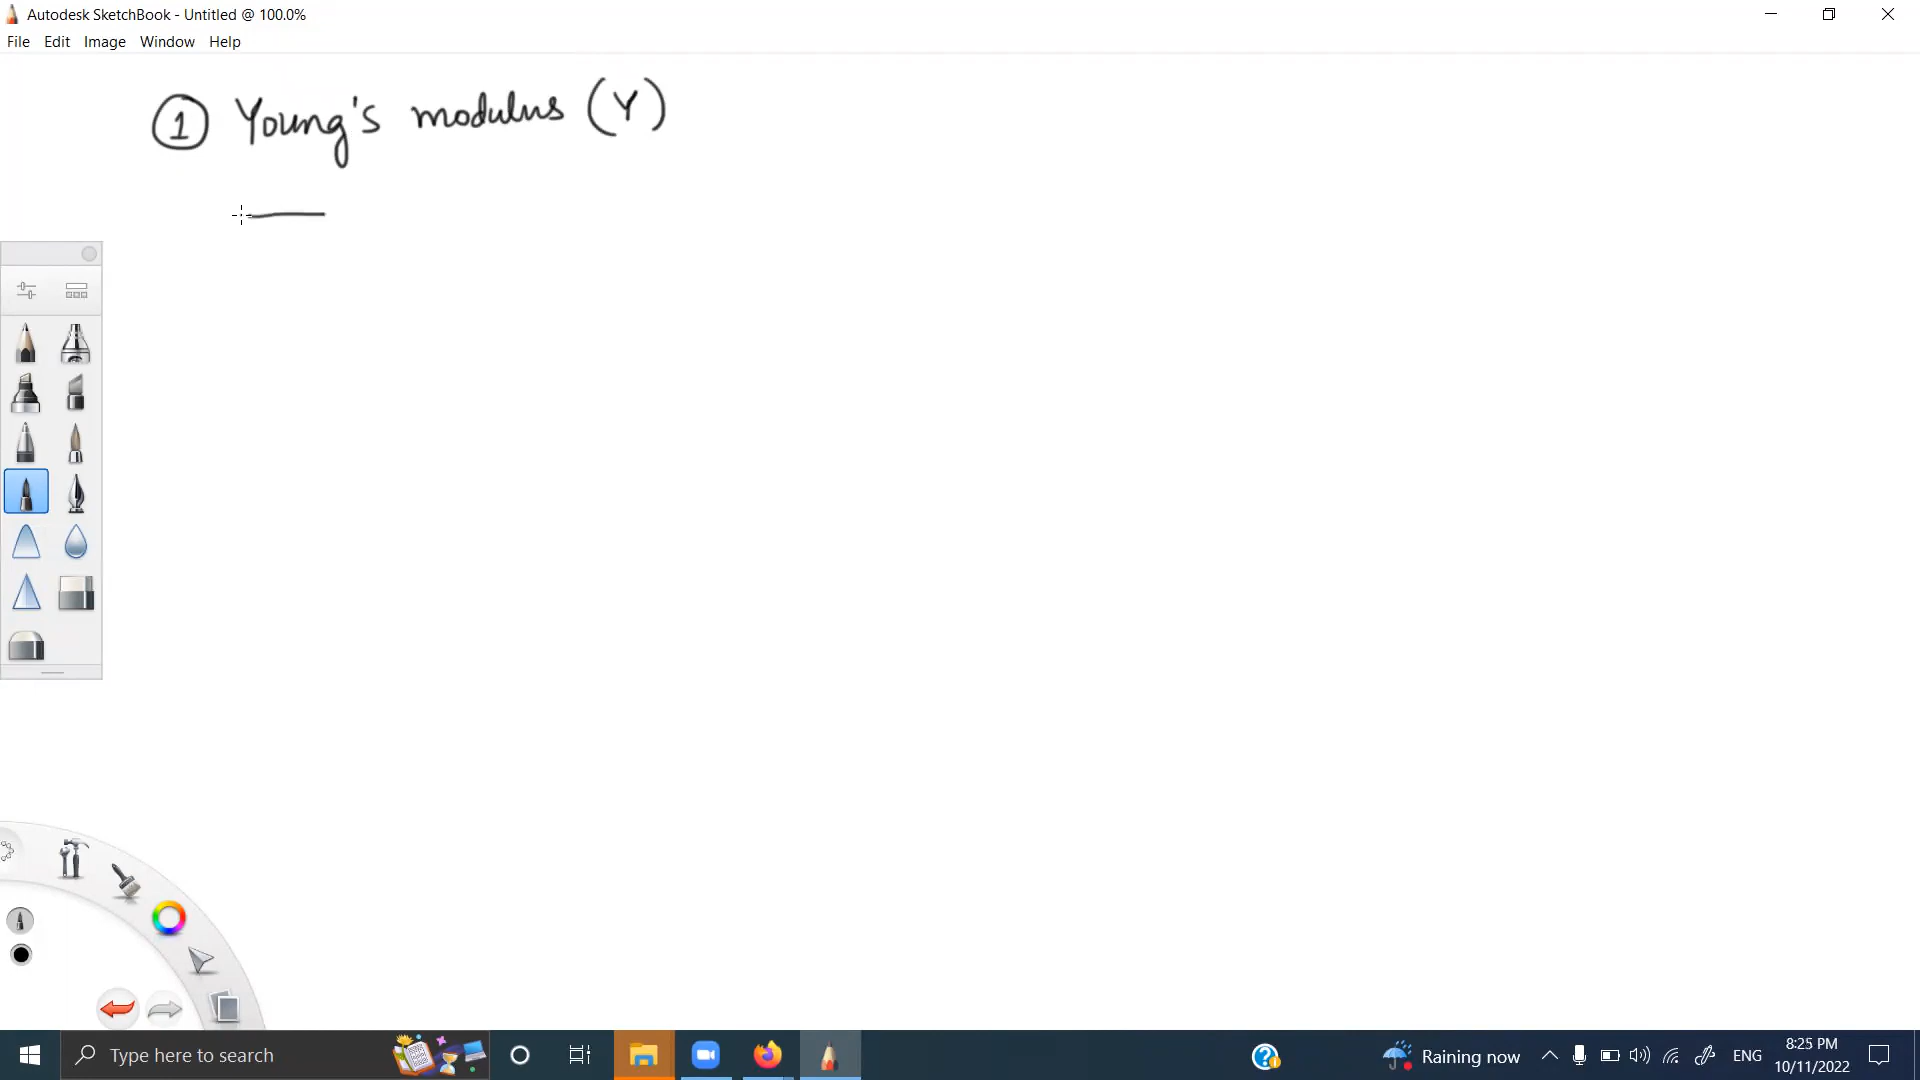 Autodesk SketchBook - Untitled @ 100.0%
File Edit Image Window Help
① Young's modulus (Y)
Type here to search
Raining now
ENG
8:25 PM
10/11/2022